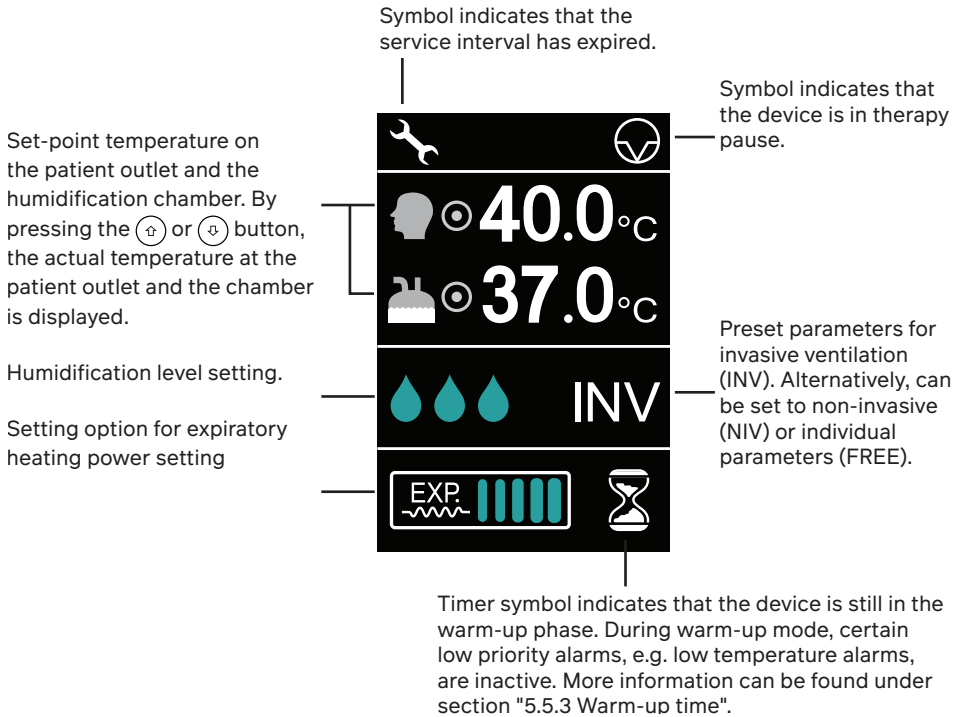 Symbol indicates that the
service interval has expired.
Symbol indicates that
the device is in therapy
pause.
Set-point temperature on
the patient outlet and the
humidification chamber. By
pressing the or button,
the actual temperature at the
patient outlet and the chamber
is displayed.
40.0°C
37.0°C
Humidification level setting.
INV
Preset parameters for
invasive ventilation
(INV). Alternatively, can
be set to non-invasive
(NIV) or individual
parameters (FREE).
Setting option for expiratory
heating power setting
EXP.
Timer symbol indicates that the device is still in the
warm-up phase. During warm-up mode, certain
low priority alarms, e.g. low temperature alarms,
are inactive. More information can be found under
section "5.5.3 Warm-up time".